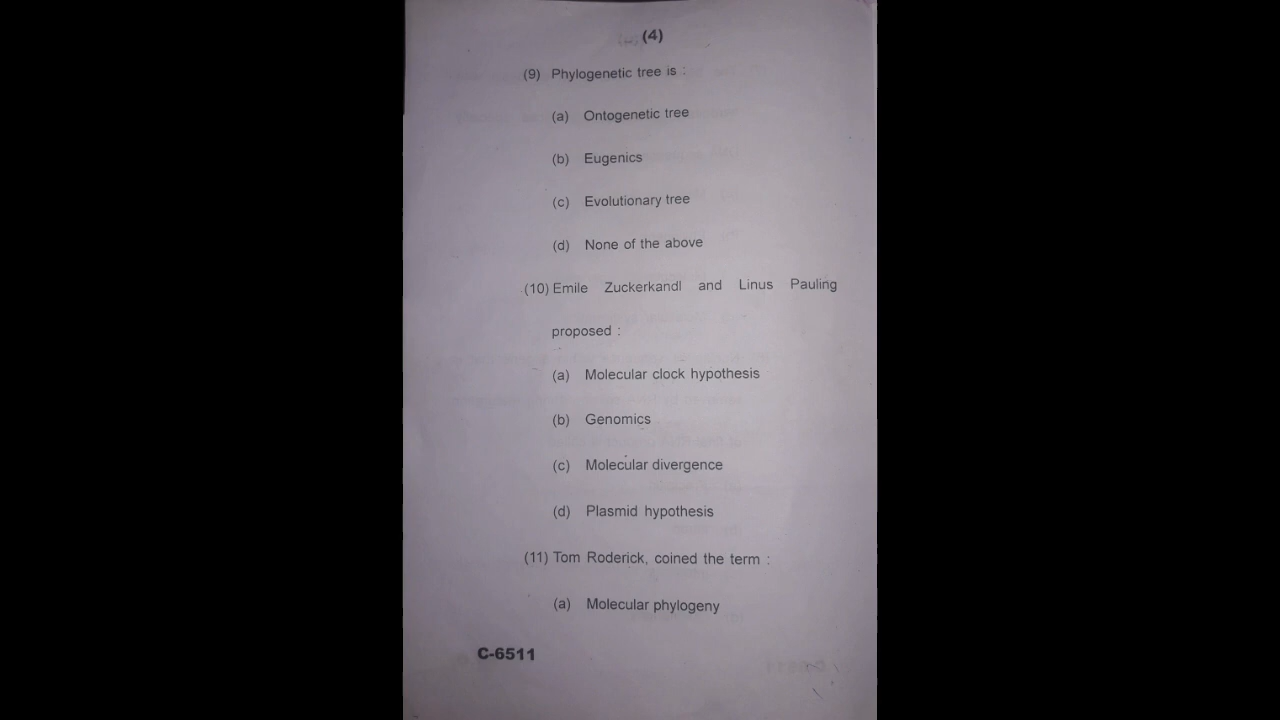 (4)
(9) Phylogenetic tree is :
(a) Ontogenetic tree
(b) Eugenics
(c) Evolutionary tree
(d) None of the above
(10) Emile Zuckerkandl and Linus Pauling
proposed :
(a) Molecular clock hypothesis
(b) Genomics
(c) Molecular divergence
(d) Plasmid hypothesis
(11) Tom Roderick, coined the term :
(a) Molecular phylogeny
C-6511